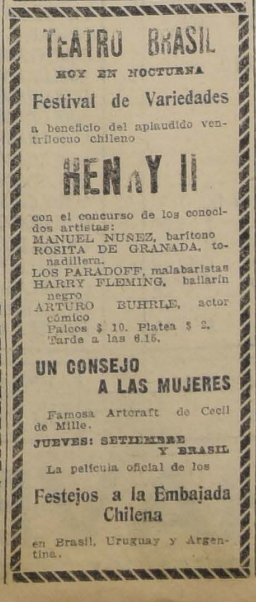 TEATRO BRASIL
HOY EN NOCTURNA
Festival de Variedades
a beneficio del aplaudido ven-
trílocuo chileno
HENRY II
con el concurso de los conoci-
dos artistas:
MANUEL NUÑEZ, barítono
ROSITA DE GRANADA, to-
nadillera.
LOS PARADOFF, malabaristas
HARRY FLEMING, bailarín
negro
ARTURO BUHRLE, actor
cómico
Palcos $ 10. Platea $ 2.
Tarde a las 6.15.
UN CONSEJO
A LAS MUJERES
Famosa Artcraft de Cecil
de Mille.
JUEVES: SETIEMBRE
Y BRASIL
La película oficial de los
Festejos a la Embajada
Chilena
en Brasil, Uruguay y Argen-
tina.